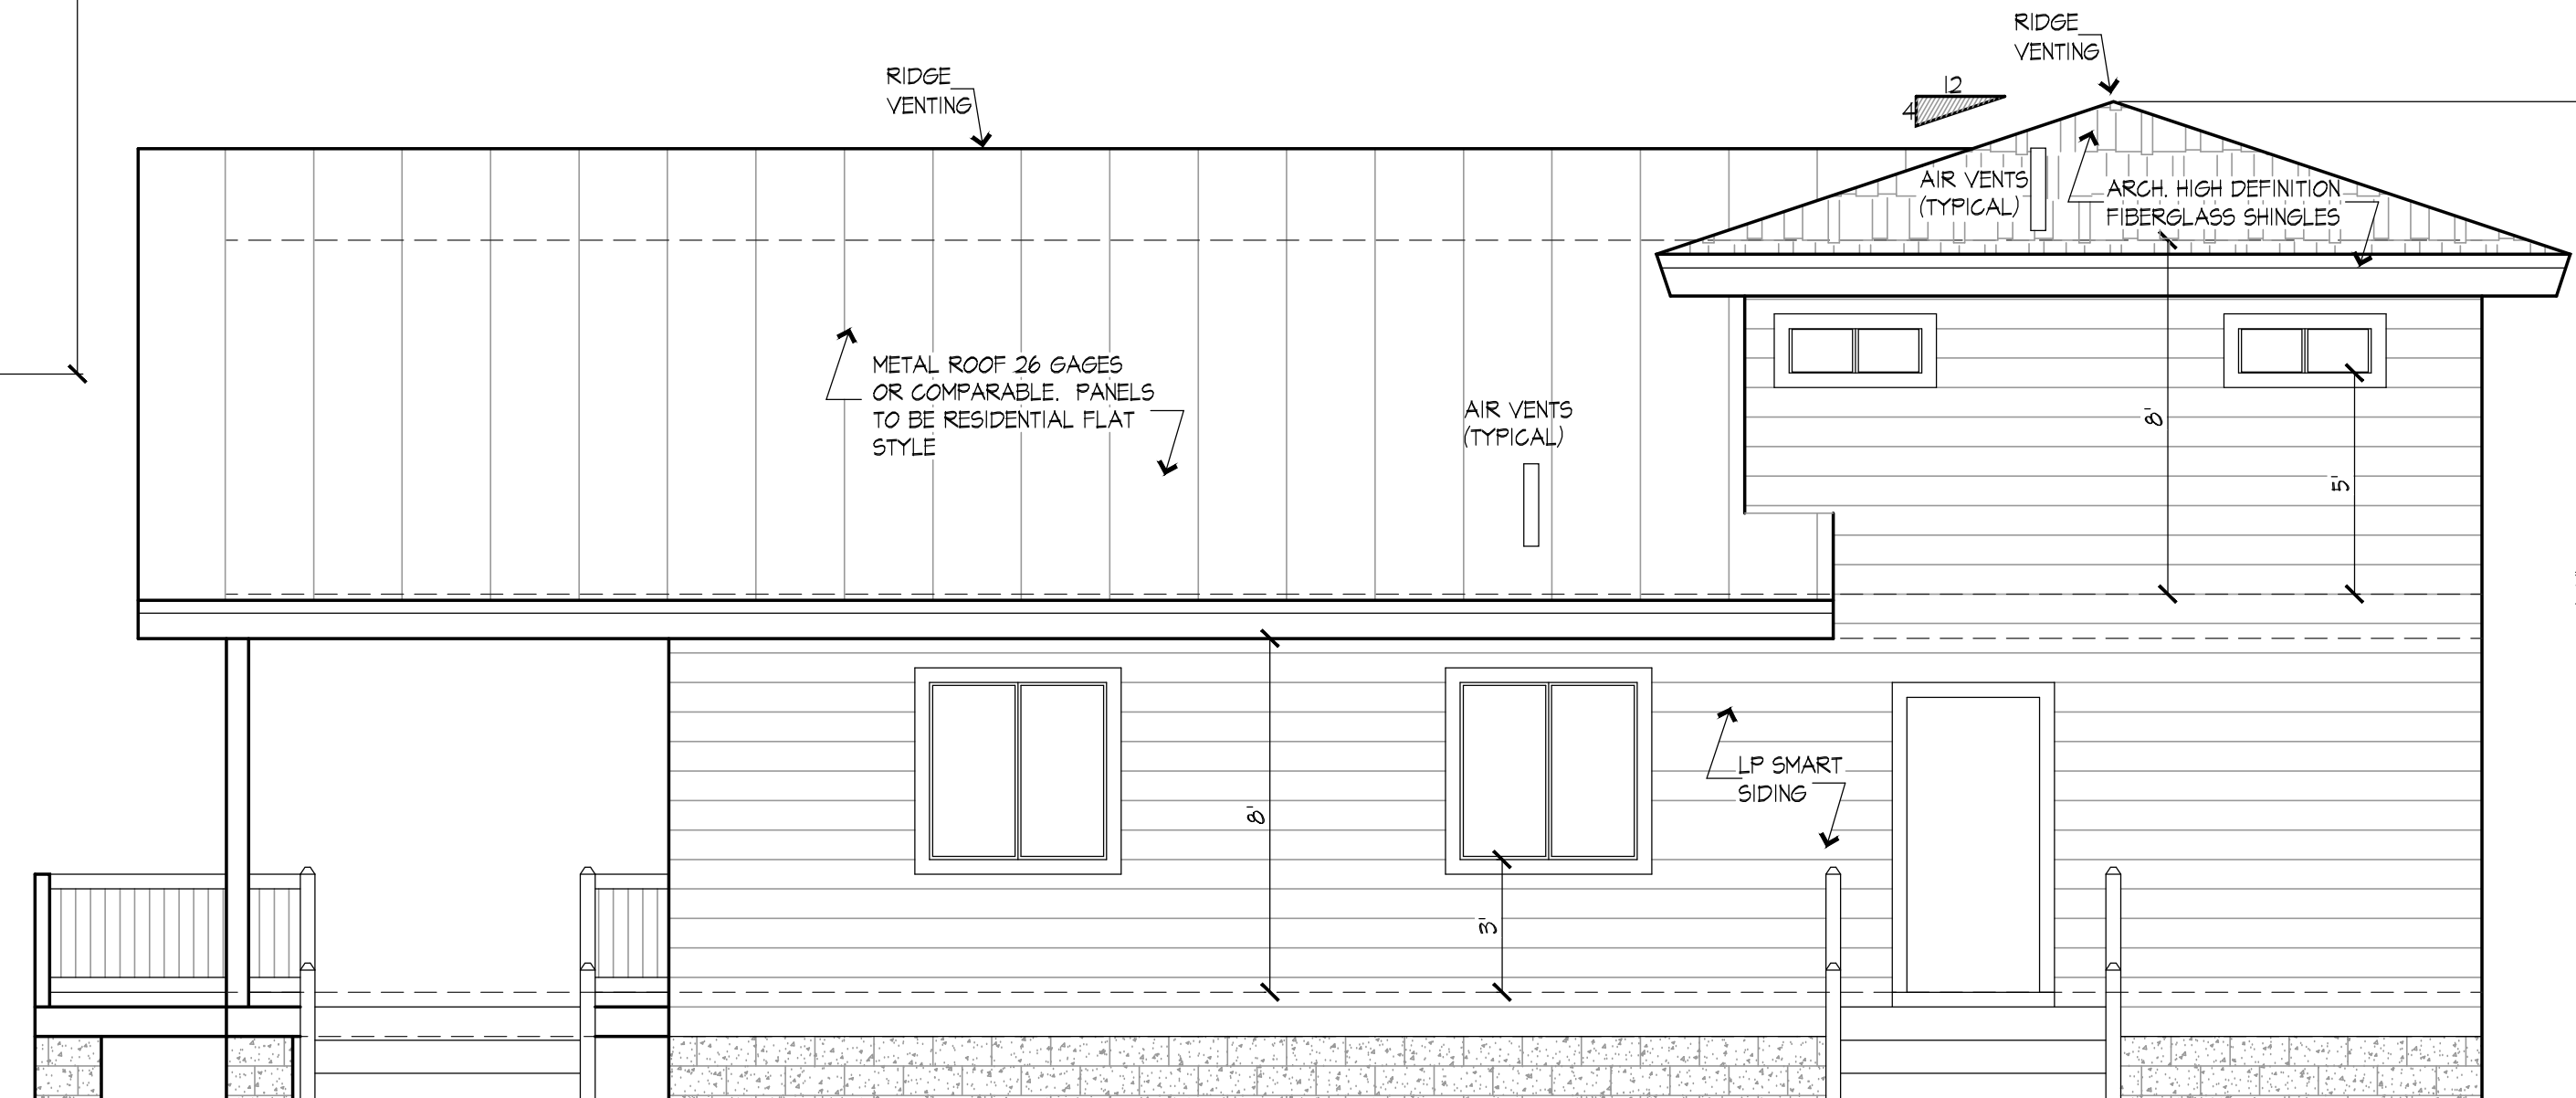 RIDGE
VENTING
RIDGE
VENTING
12
4
AIR VENTS
(TYPICAL)
ARCH. HIGH DEFINITION
FIBERGLASS SHINGLES
METAL ROOF 26 GAGES
OR COMPARABLE. PANELS
TO BE RESIDENTIAL FLAT
STYLE
AIR VENTS
(TYPICAL)
8'
5'
LP SMART
SIDING
8'
3'